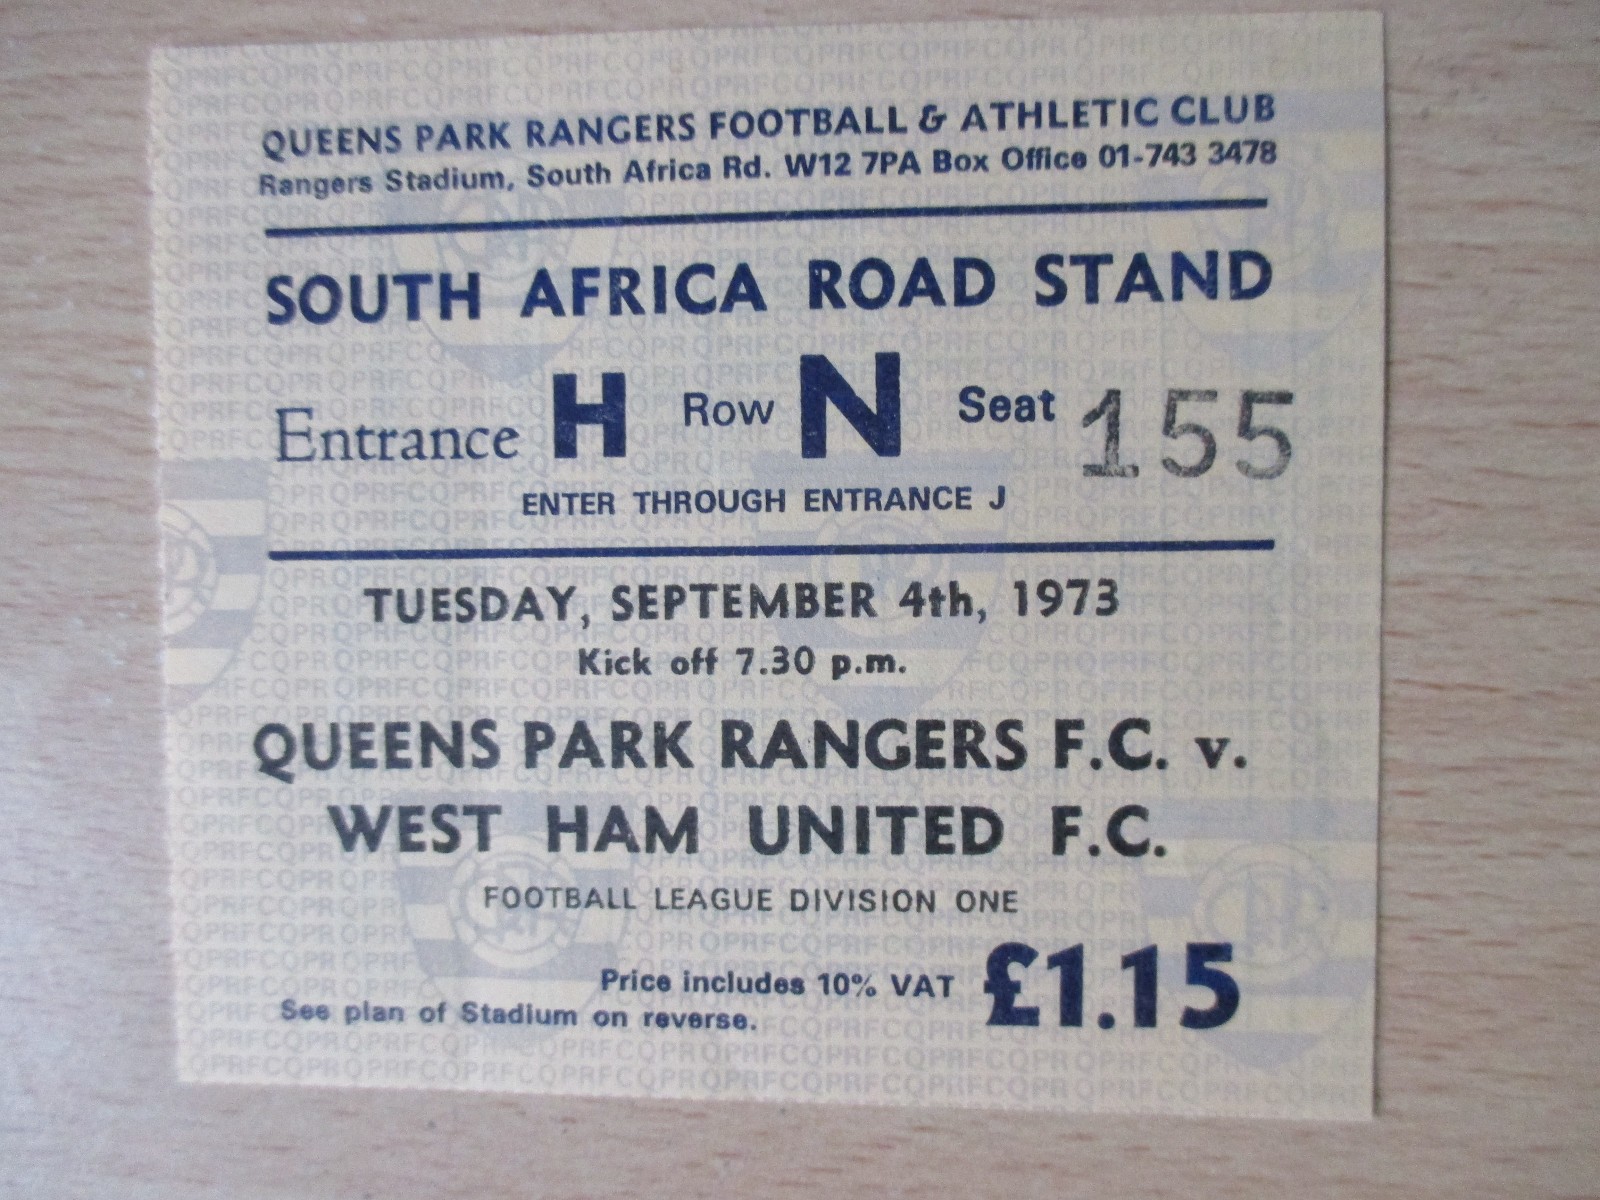 QUEENS PARK RANGERS FOOTBALL & ATHLETIC CLUB
Rangers Stadium, South Africa Rd. W12 7PA Box Office 01-743 3478
SOUTH AFRICA ROAD STAND
Entrance H Row N Seat 155
ENTER THROUGH ENTRANCE J
TUESDAY, SEPTEMBER 4th, 1973
Kick off 7.30 p.m.
QUEENS PARK RANGERS F.C. v.
WEST HAM UNITED F.C.
FOOTBALL LEAGUE DIVISION ONE
Price includes 10% VAT £1.15
See plan of Stadium on reverse.